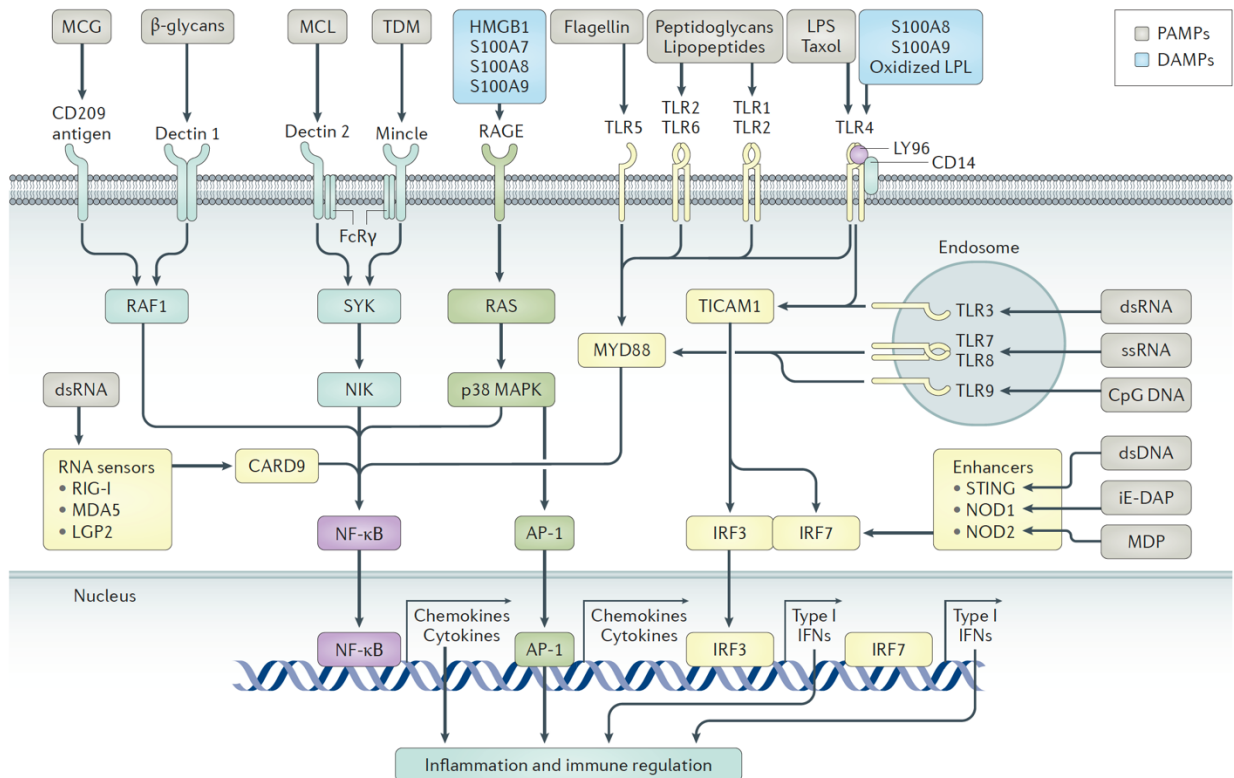 MCG
β-glycans
MCL
TDM
HMGB1
S100A7
S100A8
S100A9
Flagellin
Peptidoglycans
Lipopeptides
LPS
Taxol
S100A8
S100A9
Oxidized LPL
PAMPs
DAMPs
CD209
antigen
Dectin 1
Dectin 2
Mincle
RAGE
TLR5
TLR2
TLR6
TLR1
TLR2
TLR4
LY96
CD14
FcRγ
Endosome
RAF1
SYK
RAS
TICAM1
TLR3
dsRNA
MYD88
TLR7
TLR8
ssRNA
dsRNA
NIK
p38 MAPK
TLR9
CpG DNA
RNA sensors
• RIG-I
• MDA5
• LGP2
CARD9
Enhancers
• STING
• NOD1
• NOD2
dsDNA
iE-DAP
MDP
NF-κB
AP-1
IRF3
IRF7
Nucleus
Chemokines
Cytokines
Chemokines
Cytokines
Type I
IFNs
Type I
IFNs
NF-κB
AP-1
IRF3
IRF7
Inflammation and immune regulation